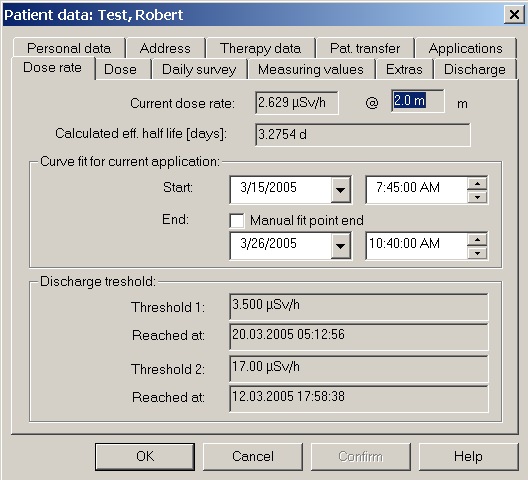 Patient data: Test, Robert
Personal data Address Therapy data Pat. transfer Applications
Dose rate Dose Daily survey Measuring values Extras Discharge
Current dose rate: 2.629 µSv/h @ 2.0 m m
Calculated eff. half life [days]: 3.2754 d
Curve fit for current application:
Start: 3/15/2005 7:45:00 AM
End: Manual fit point end
3/26/2005 10:40:00 AM
Discharge treshold:
Threshold 1: 3.500 µSv/h
Reached at: 20.03.2005 05:12:56
Threshold 2: 17.00 µSv/h
Reached at: 12.03.2005 17:58:38
OK Cancel Confirm Help